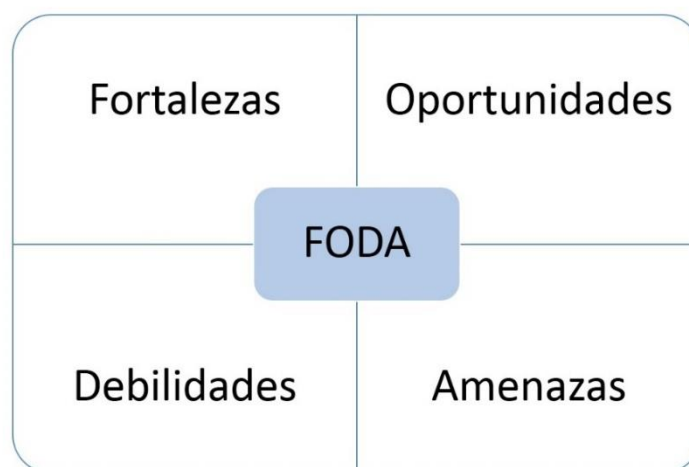 Fortalezas
Oportunidades
FODA
Debilidades
Amenazas